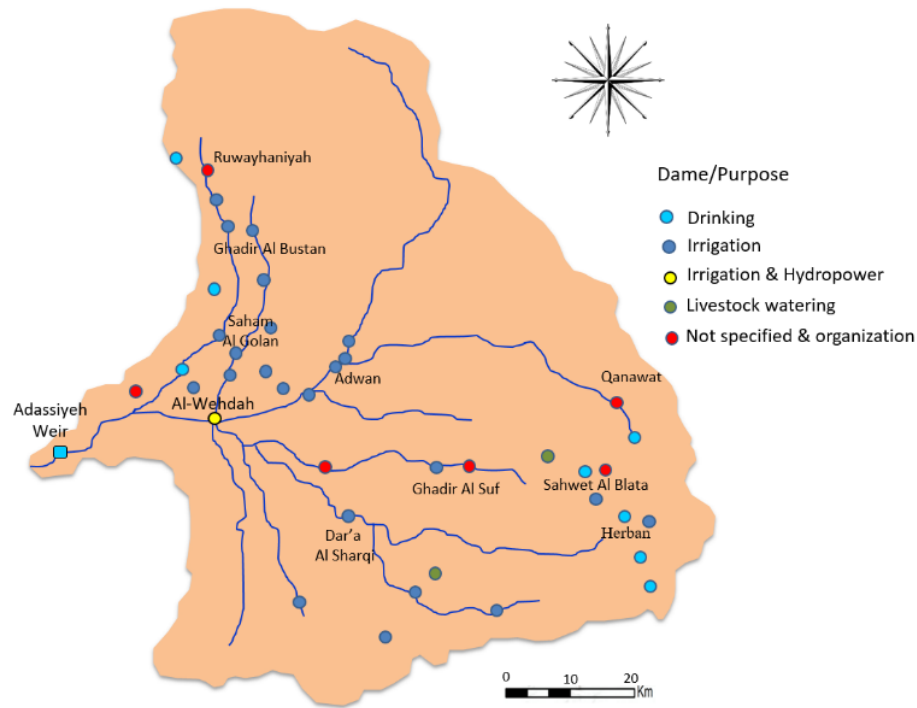 Ruwayhaniyah
Dame/Purpose
Drinking
Irrigation
Irrigation & Hydropower
Livestock watering
Not specified & organization
Ghadir Al Bustan
Saham
Al Golan
Adwan
Qanawat
Al-Wehdah
Adassiyeh
Weir
Ghadir Al Suf
Sahwet Al Blata
Herban
Dar'a
Al Sharqi
0 10 20
Km